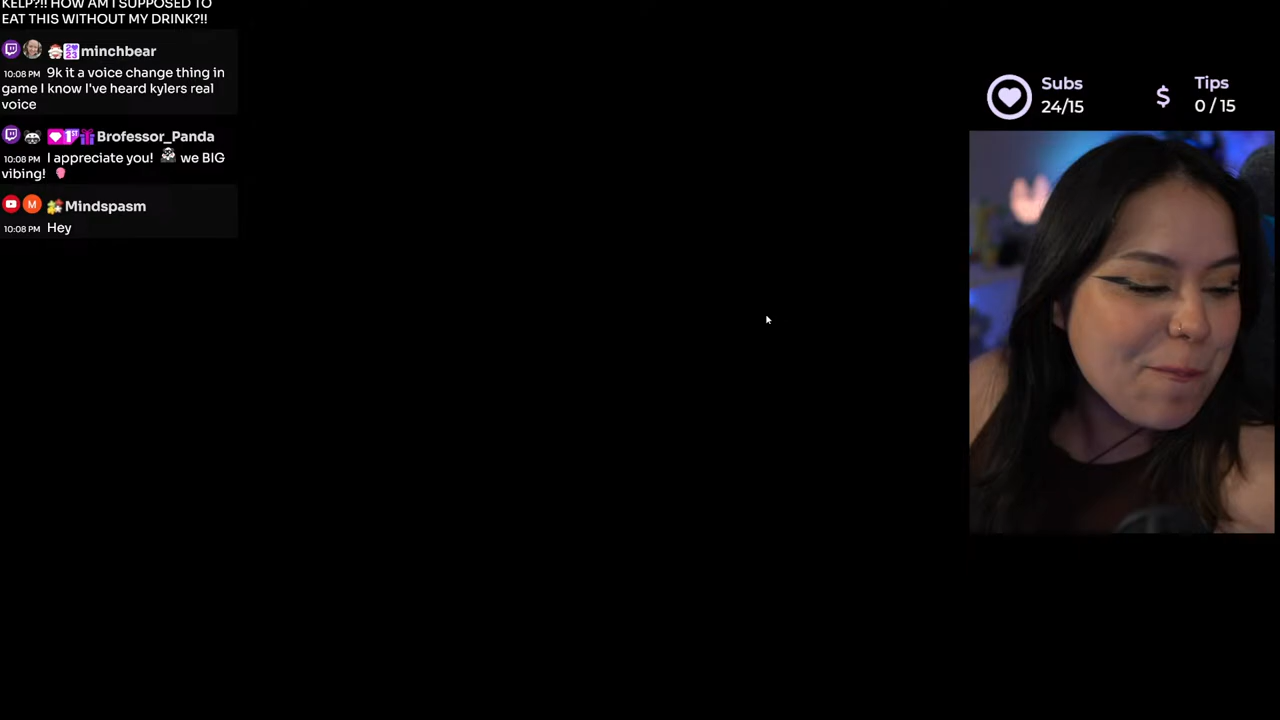 KELP?!! HOW AM I SUPPOSED TO
EAT THIS WITHOUT MY DRINK?!!
minchbear
10:08 PM 9k it a voice change thing in
game I know I've heard kylers real
voice
1ST Brofessor_Panda
10:08 PM I appreciate you! we BIG
vibing!
M Mindspasm
10:08 PM Hey
Subs
24/15
$ Tips
0 / 15